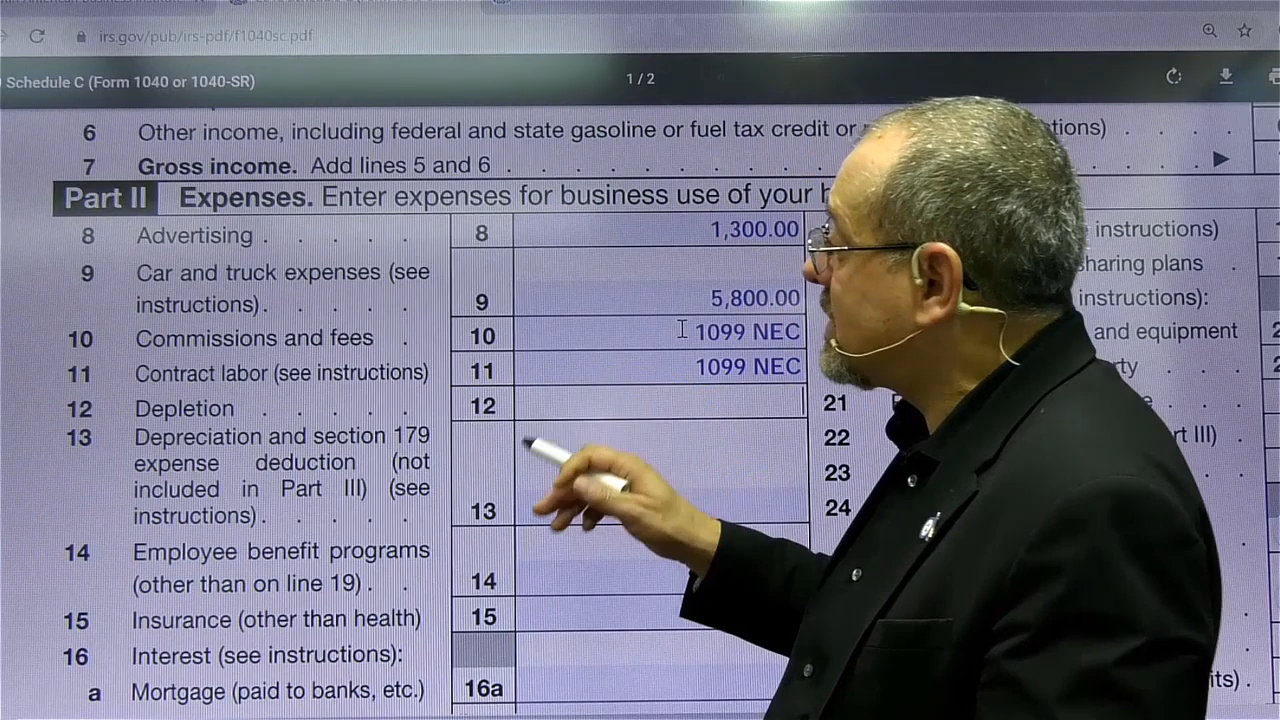 irs.gov/pub/irs-pdf/f1040sc.pdf
Schedule C (Form 1040 or 1040-SR)
1 / 2
6 Other income, including federal and state gasoline or fuel tax credit or
7 Gross income. Add lines 5 and 6
Part II Expenses. Enter expenses for business use of your
8 Advertising 8 1,300.00 instructions)
9 Car and truck expenses (see sharing plans
instructions) 9 5,800.00 instructions):
10 Commissions and fees 10 1099 NEC and equipment
11 Contract labor (see instructions) 11 1099 NEC
12 Depletion 12 21
13 Depreciation and section 179 22
expense deduction (not
included in Part III) (see 23
instructions) 13 24
14 Employee benefit programs
(other than on line 19) 14
15 Insurance (other than health) 15
16 Interest (see instructions):
a Mortgage (paid to banks, etc.) 16a